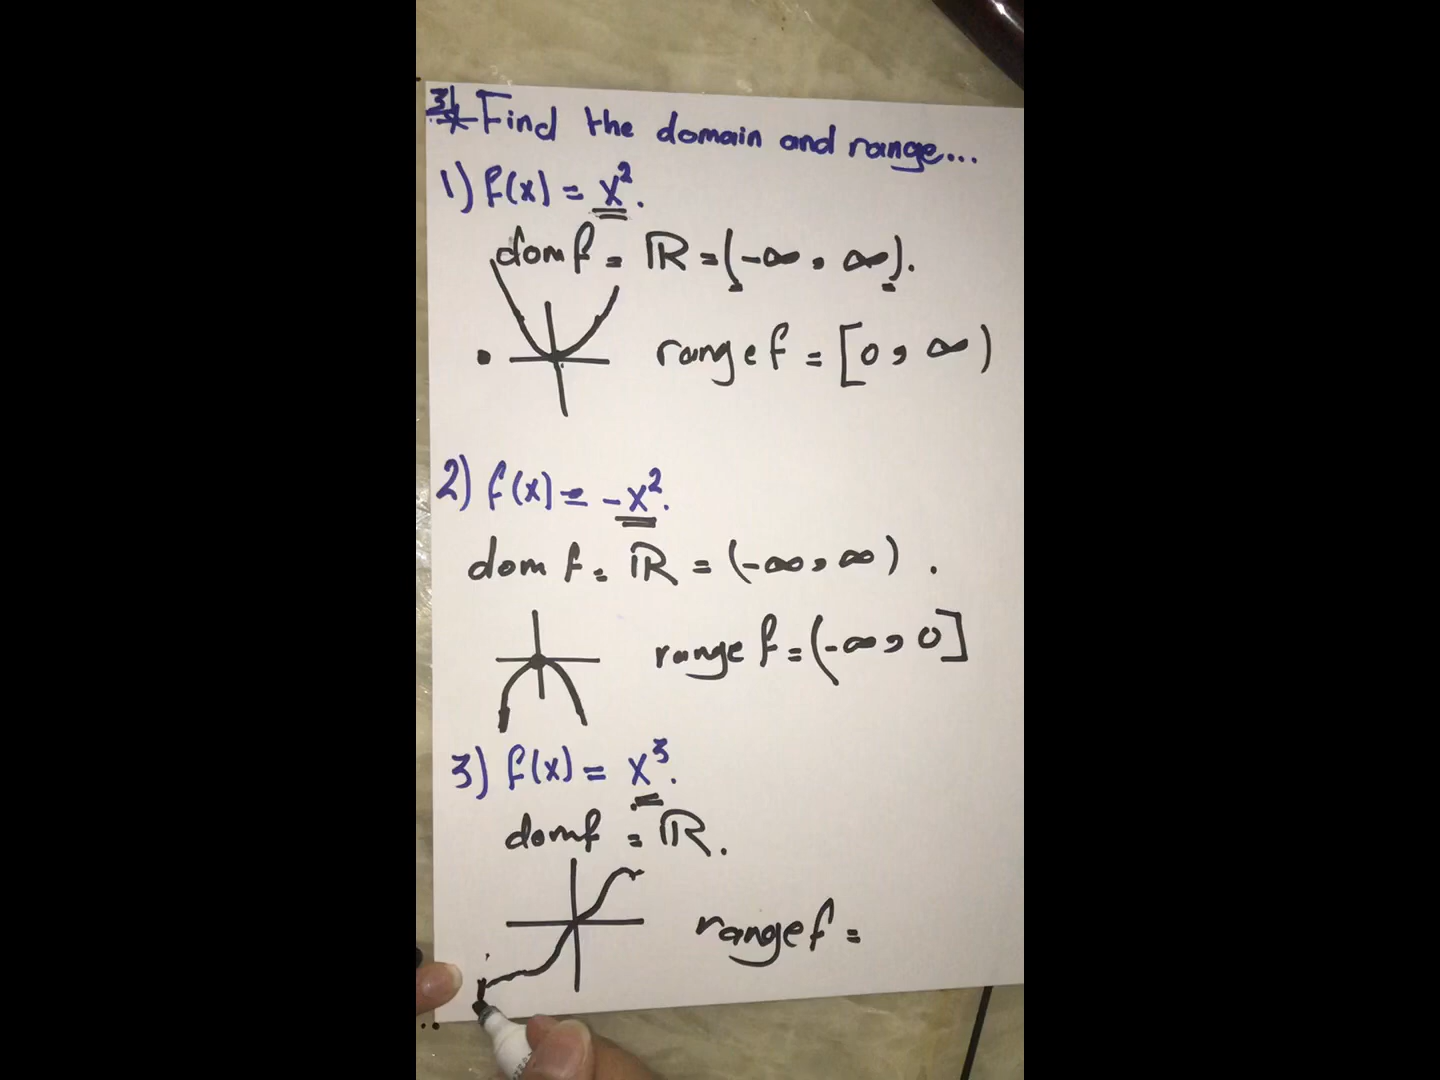 3] * Find the domain and range...
1) f(x) = x².
dom f = ℝ = (-∞, ∞).
range f = [0, ∞)
2) f(x) = -x².
dom f = ℝ = (-∞, ∞).
range f = (-∞, 0]
3) f(x) = x³.
dom f = ℝ.
range f =